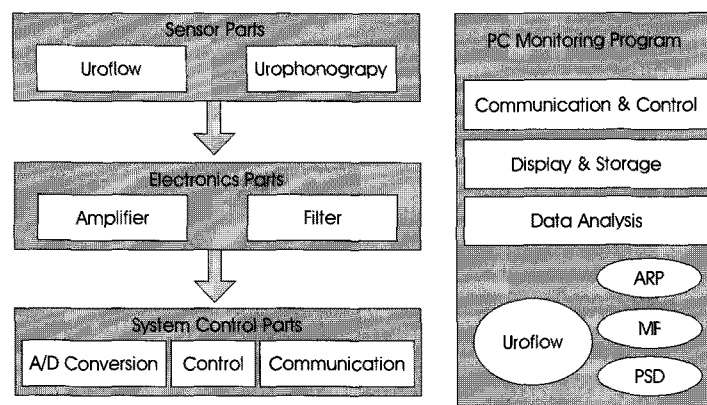 Sensor Parts
Uroflow
Urophonograpy
Electronics Parts
Amplifier
Filter
System Control Parts
A/D Conversion
Control
Communication
PC Monitoring Program
Communication & Control
Display & Storage
Data Analysis
Uroflow
ARP
MF
PSD